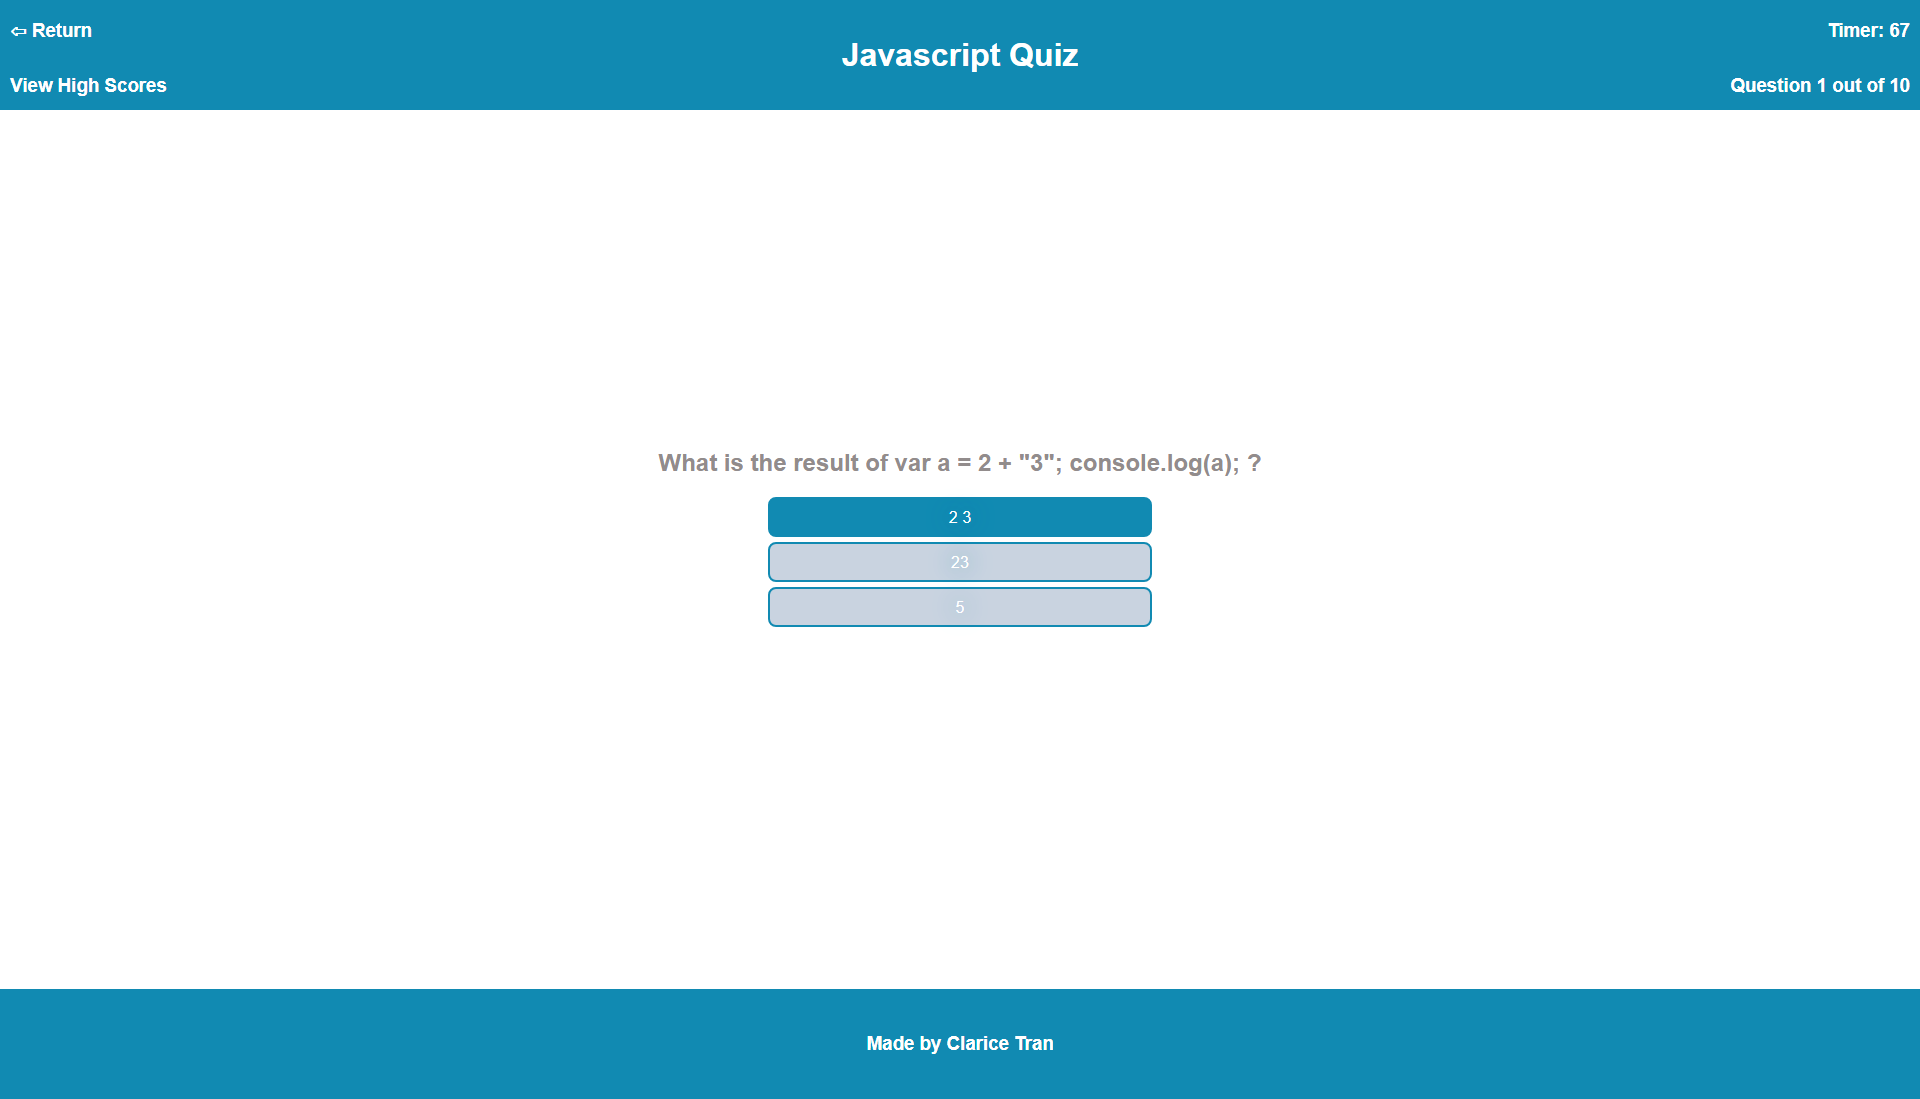 ⇦ Return
View High Scores
Javascript Quiz
Timer: 67
Question 1 out of 10
What is the result of var a = 2 + "3"; console.log(a); ?
2 3
23
5
Made by Clarice Tran